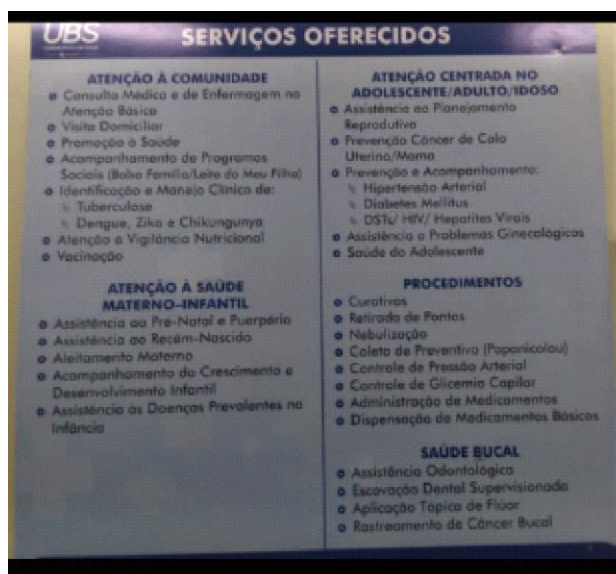 UBS
SERVIÇOS OFERECIDOS
ATENÇÃO À COMUNIDADE
Consulta Médica e de Enfermagem na
Atenção Básica
Visita Domiciliar
Promoção à Saúde
Acompanhamento de Programas
Sociais (Bolsa Família/Leite do Meu Filho)
Identificação e Manejo Clínico de:
Tuberculose
Dengue, Zika e Chikungunya
Atenção a Vigilância Nutricional
Vacinação
ATENÇÃO À SAÚDE
MATERNO-INFANTIL
Assistência ao Pré-Natal e Puerpério
Assistência ao Recém-Nascido
Aleitamento Materno
Acompanhamento do Crescimento e
Desenvolvimento Infantil
Assistência às Doenças Prevalentes na
Infância
ATENÇÃO CENTRADA NO
ADOLESCENTE/ADULTO/IDOSO
Assistência ao Planejamento
Reprodutivo
Prevenção Câncer de Colo
Uterino/Mama
Prevenção e Acompanhamento:
Hipertensão Arterial
Diabetes Mellitus
DSTs/ HIV/ Hepatites Virais
Assistência a Problemas Ginecológicos
Saúde do Adolescente
PROCEDIMENTOS
Curativos
Retirada de Pontos
Nebulização
Coleta de Preventivo (Papanicolau)
Controle de Pressão Arterial
Controle de Glicemia Capilar
Administração de Medicamentos
Dispensação de Medicamentos Básicos
SAÚDE BUCAL
Assistência Odontológica
Escovação Dental Supervisionada
Aplicação Tópica de Flúor
Rastreamento de Câncer Bucal